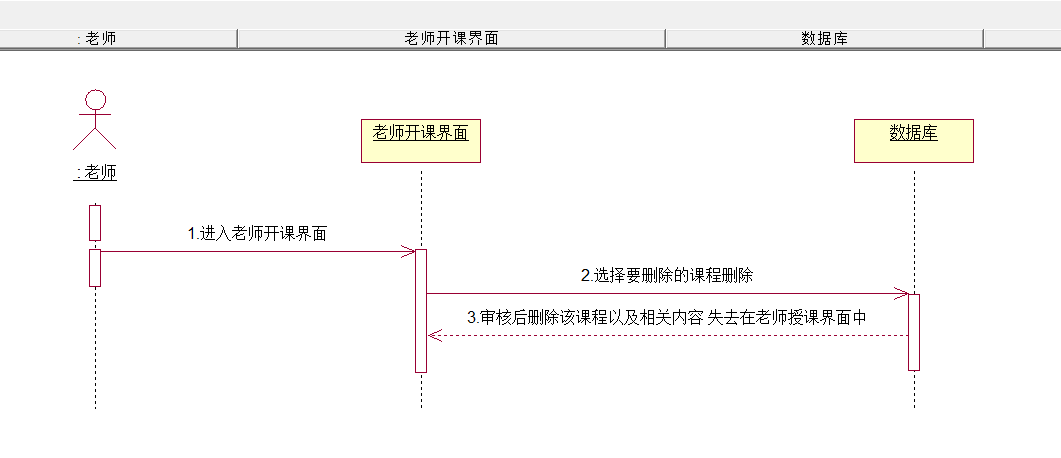 : 老师
老师开课界面
数据库
老师开课界面
数据库
: 老师
1.进入老师开课界面
2.选择要删除的课程删除
3.审核后删除该课程以及相关内容 失去在老师授课界面中